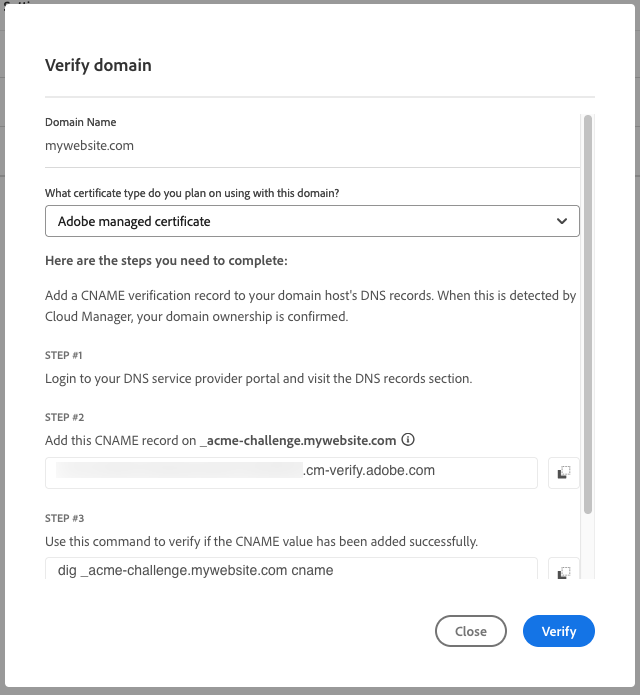 Verify domain
Domain Name
mywebsite.com
What certificate type do you plan on using with this domain?
Adobe managed certificate
Here are the steps you need to complete:
Add a CNAME verification record to your domain host's DNS records. When this is detected by
Cloud Manager, your domain ownership is confirmed.
STEP #1
Login to your DNS service provider portal and visit the DNS records section.
STEP #2
Add this CNAME record on _acme-challenge.mywebsite.com
.cm-verify.adobe.com
STEP #3
Use this command to verify if the CNAME value has been added successfully.
dig _acme-challenge.mywebsite.com cname
Close
Verify